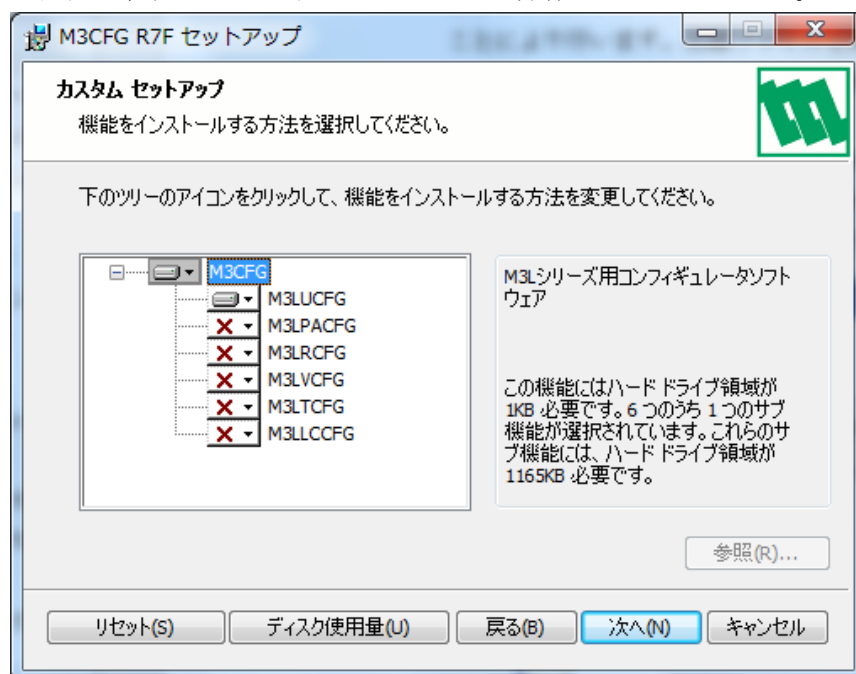 M3CFG R7F セットアップ
カスタム セットアップ
機能をインストールする方法を選択してください。
下のツリーのアイコンをクリックして、機能をインストールする方法を変更してください。
M3CFG
M3LUCFG
M3LPACFG
M3LRCFG
M3LVCFG
M3LTCFG
M3LLCCFG
M3Lシリーズ用コンフィギュレータソフト
ウェア
この機能にはハード ドライブ領域が
1KB 必要です。6 つのうち 1 つのサブ
機能が選択されています。これらのサ
ブ機能には、ハード ドライブ領域が
1165KB 必要です。
参照(R)...
リセット(S)
ディスク使用量(U)
戻る(B)
次へ(N)
キャンセル